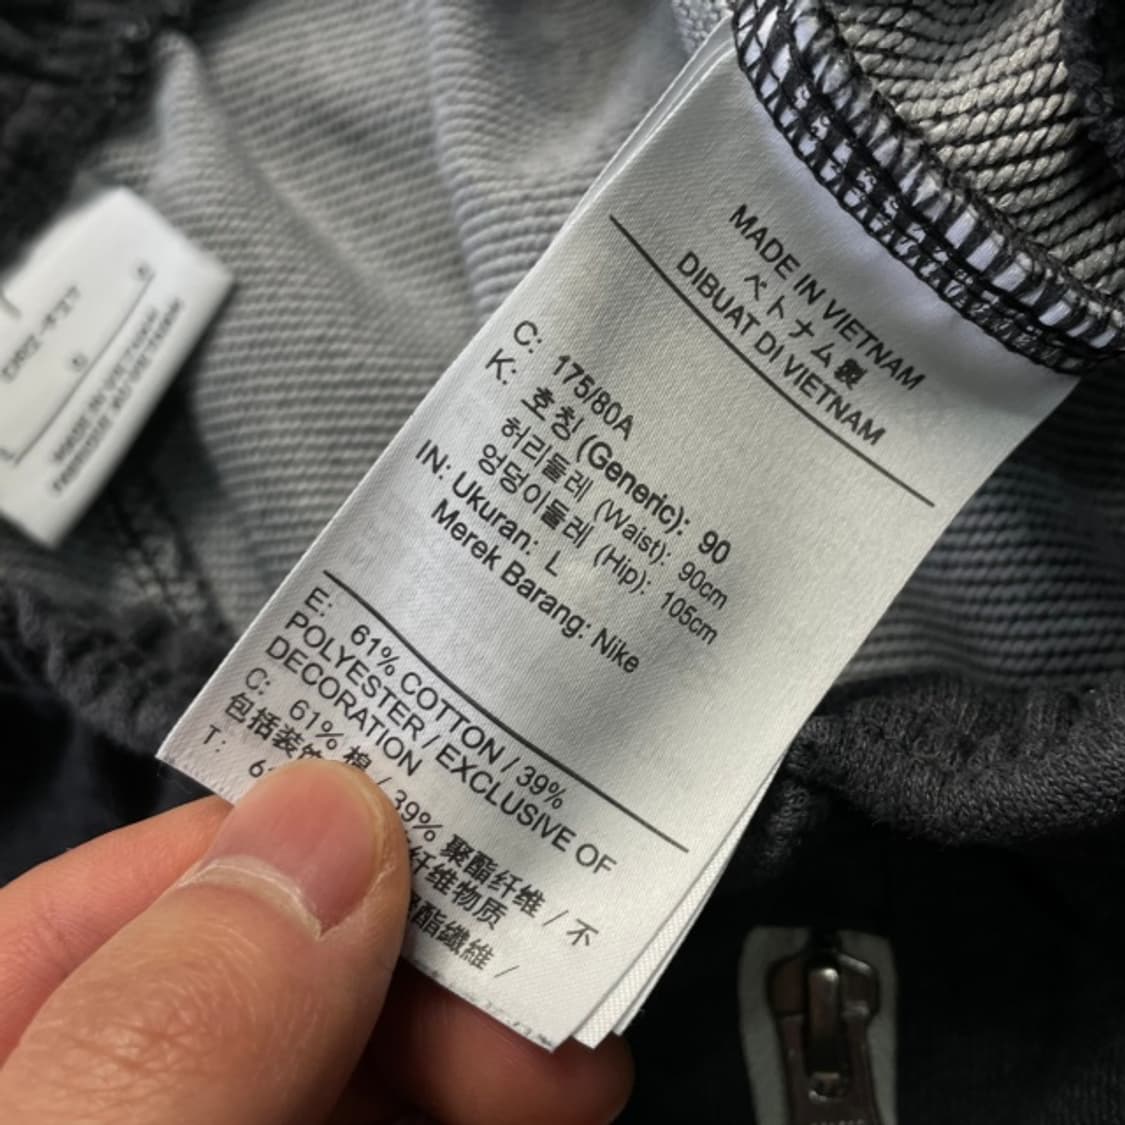 MADE IN VIETNAM
ベトナム製
DIBUAT DI VIETNAM
C: 175/80A
K: 호칭 (Generic): 90
허리둘레 (Waist): 90cm
엉덩이둘레 (Hip): 105cm
IN: Ukuran: L
Merek Barang: Nike
E: 61% COTTON / 39%
POLYESTER / EXCLUSIVE OF
DECORATION
C: 61% 棉 / 39% 聚酯纤维 / 不
包括装饰 纤维物质
T: 酯纖維 /